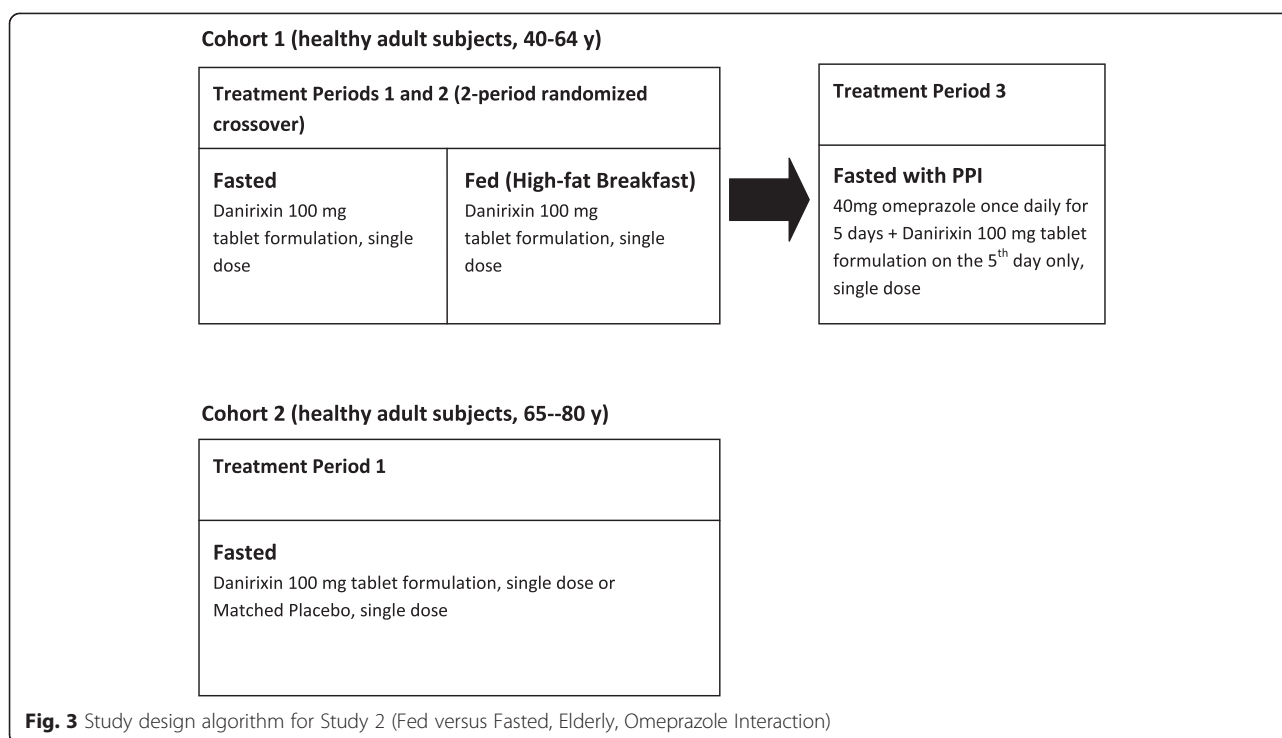 Cohort 1 (healthy adult subjects, 40-64 y)
Treatment Periods 1 and 2 (2-period randomized
crossover)
Fasted
Danirixin 100 mg
tablet formulation, single
dose
Fed (High-fat Breakfast)
Danirixin 100 mg
tablet formulation, single
dose
Treatment Period 3
Fasted with PPI
40mg omeprazole once daily for
5 days + Danirixin 100 mg tablet
formulation on the 5th day only,
single dose
Cohort 2 (healthy adult subjects, 65--80 y)
Treatment Period 1
Fasted
Danirixin 100 mg tablet formulation, single dose or
Matched Placebo, single dose
Fig. 3 Study design algorithm for Study 2 (Fed versus Fasted, Elderly, Omeprazole Interaction)